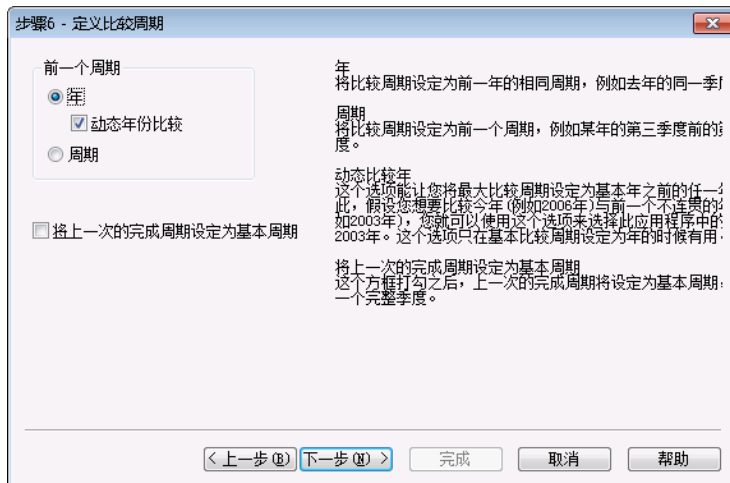 步骤6 - 定义比较周期
前一个周期
年
动态年份比较
周期
将上一次的完成周期设定为基本周期
年
将比较周期设定为前一年的相同周期，例如去年的同一季
周期
将比较周期设定为前一个周期，例如某年的第三季度前的
度。
动态比较年
这个选项能让您将最大比较周期设定为基本年之前的任一
此，假设您想要比较今年(例如2006年)与前一个不连贯的
如2003年)，您就可以使用这个选项来选择此应用程序中的
2003年。这个选项只在基本比较周期设定为年的时候有用
将上一次的完成周期设定为基本周期
这个方框打勾之后，上一次的完成周期将设定为基本周期
一个完整季度。
< 上一步(B)
下一步(N) >
完成
取消
帮助